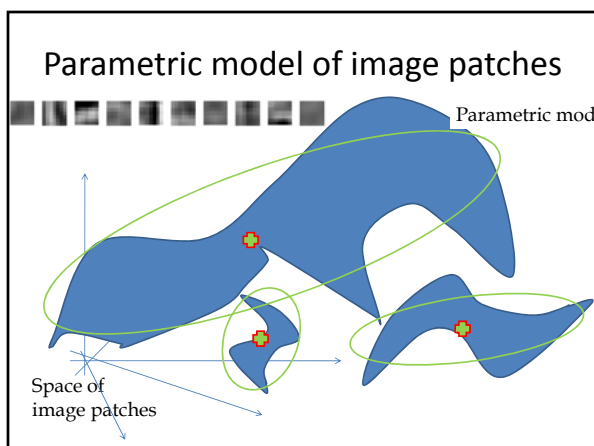 Parametric model of image patches
Parametric mod
Space of
image patches